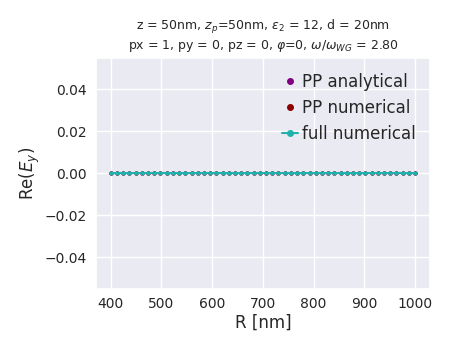 z = 50nm, z_p=50nm, ε₂ = 12, d = 20nm
px = 1, py = 0, pz = 0, φ=0, ω/ω_WG = 2.80
PP analytical
PP numerical
full numerical
0.04
0.02
0.00
−0.02
−0.04
Re(E_y)
400 500 600 700 800 900 1000
R [nm]